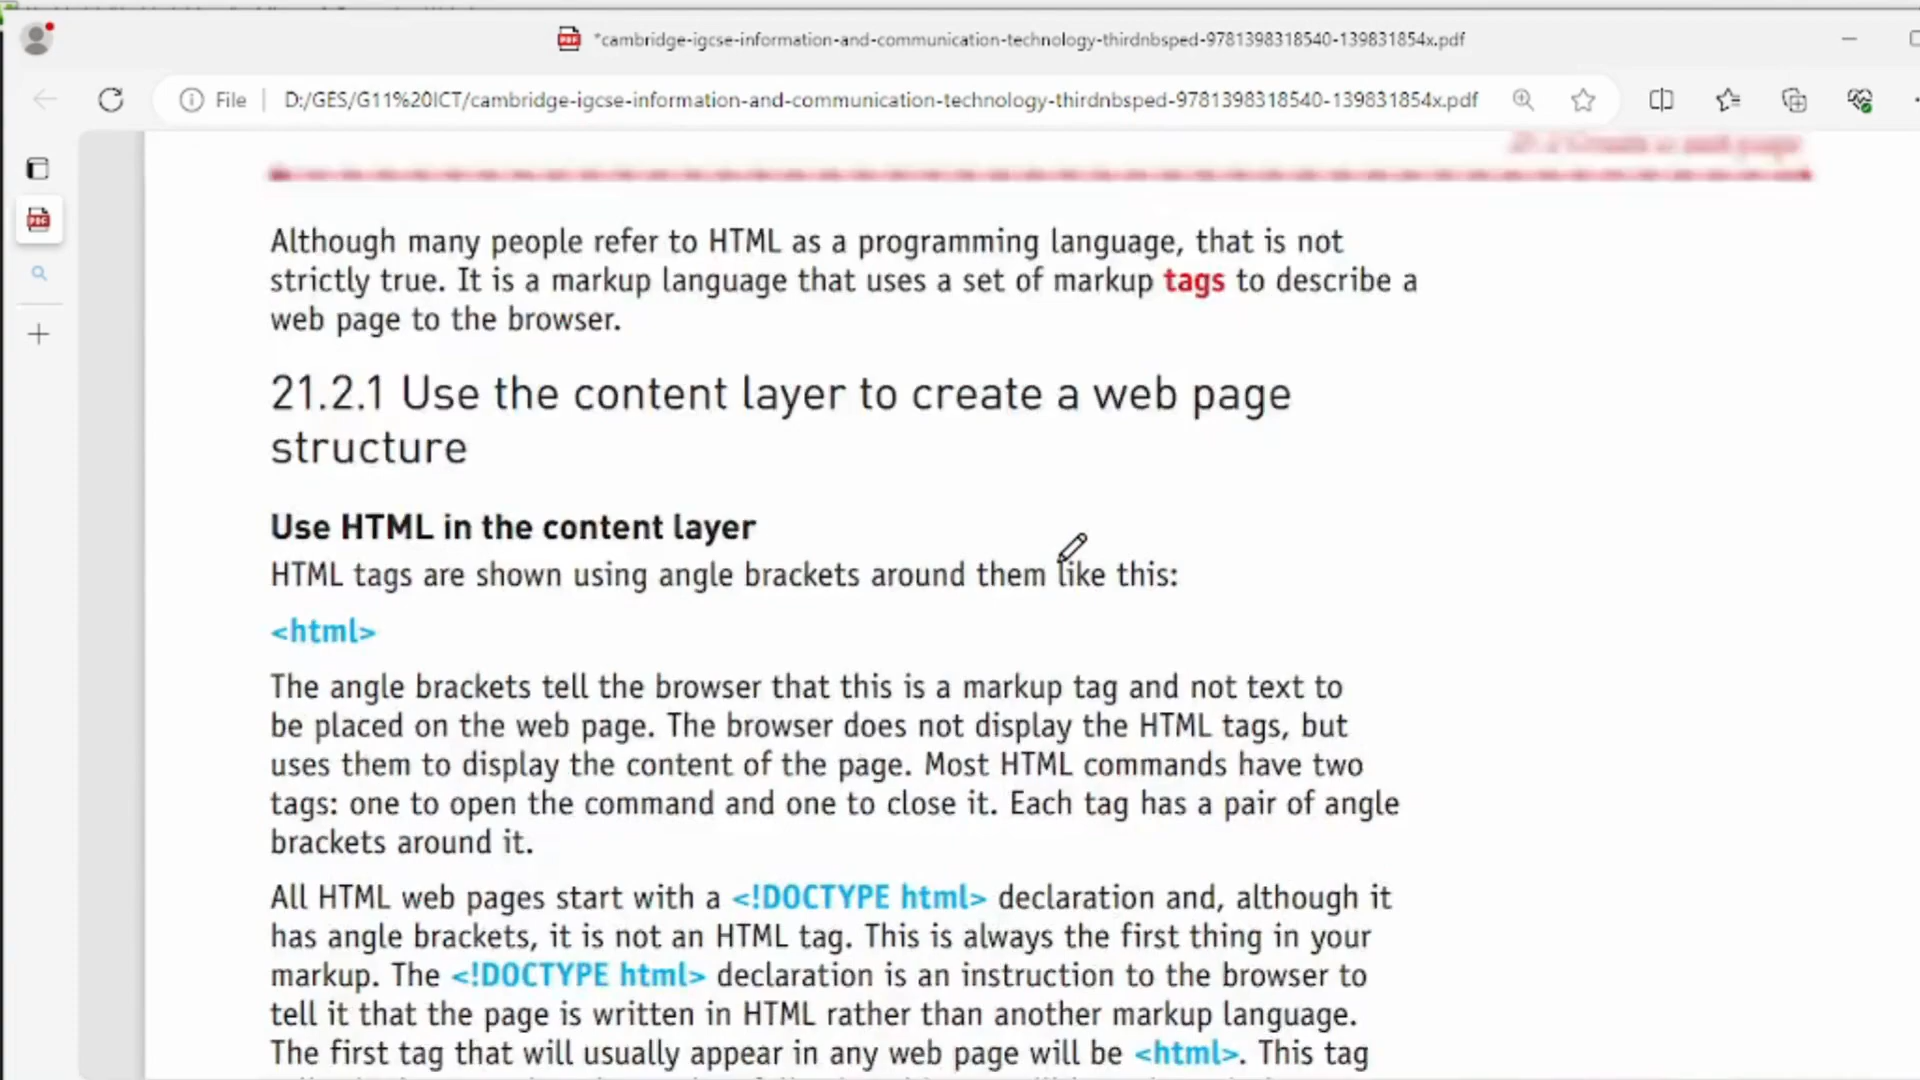 *cambridge-igcse-information-and-communication-technology-thirdnbsped-9781398318540-139831854x.pdf
File D:/GES/G11%20ICT/cambridge-igcse-information-and-communication-technology-thirdnbsped-9781398318540-139831854x.pdf
21.2 Create a web page
Although many people refer to HTML as a programming language, that is not
strictly true. It is a markup language that uses a set of markup tags to describe a
web page to the browser.
21.2.1 Use the content layer to create a web page
structure
Use HTML in the content layer
HTML tags are shown using angle brackets around them like this:
<html>
The angle brackets tell the browser that this is a markup tag and not text to
be placed on the web page. The browser does not display the HTML tags, but
uses them to display the content of the page. Most HTML commands have two
tags: one to open the command and one to close it. Each tag has a pair of angle
brackets around it.
All HTML web pages start with a <!DOCTYPE html> declaration and, although it
has angle brackets, it is not an HTML tag. This is always the first thing in your
markup. The <!DOCTYPE html> declaration is an instruction to the browser to
tell it that the page is written in HTML rather than another markup language.
The first tag that will usually appear in any web page will be <html>. This tag